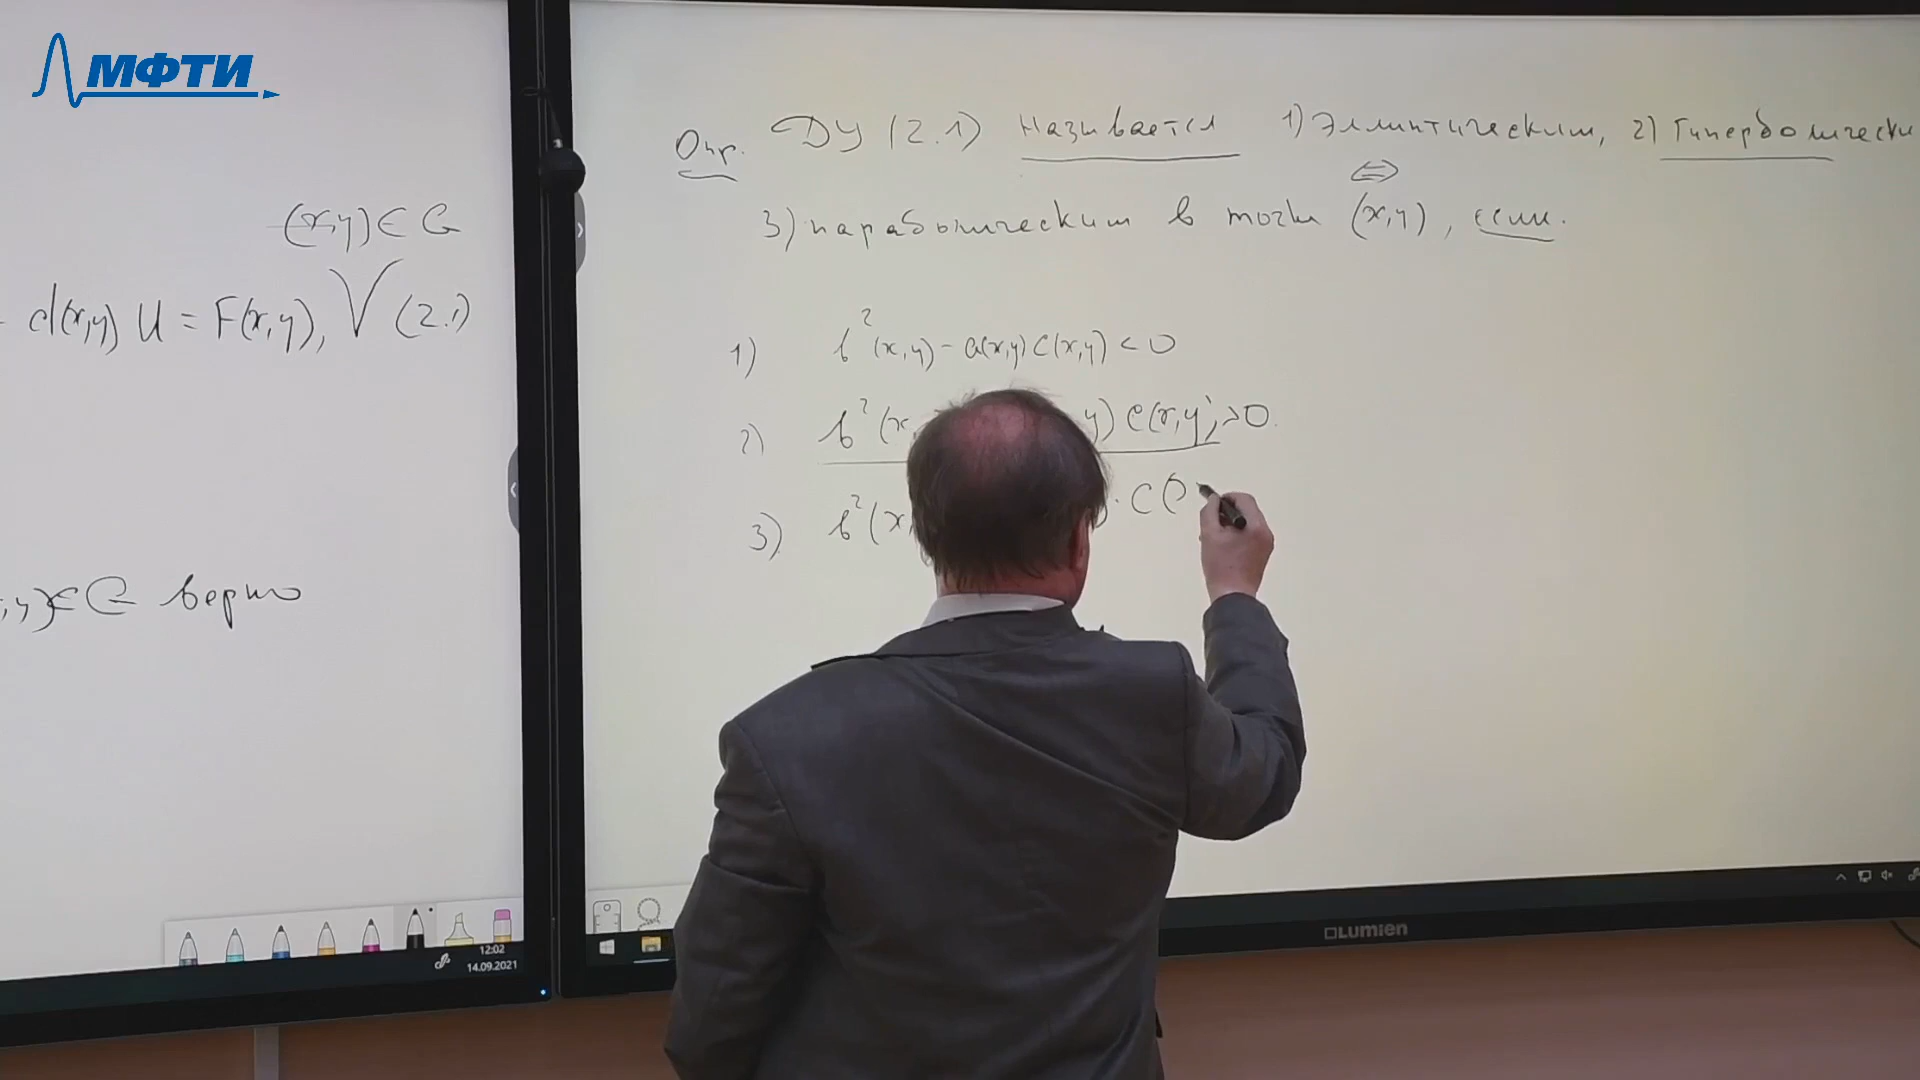 МФТИ
(x,y) ∈ G
d(x,y) U = F(x,y), (2.1)
,y) ∈ G верно
12:02
14.09.2021
Опр. ДУ (2.1) называется 1) Эллиптическим, 2) Гиперболически
⇔
3) параболическим в точке (x,y), если.
1) b²(x,y) - a(x,y) c(x,y) < 0
2) b²(x, y) c(x,y) > 0.
3) b²(x, · c(
Lumien